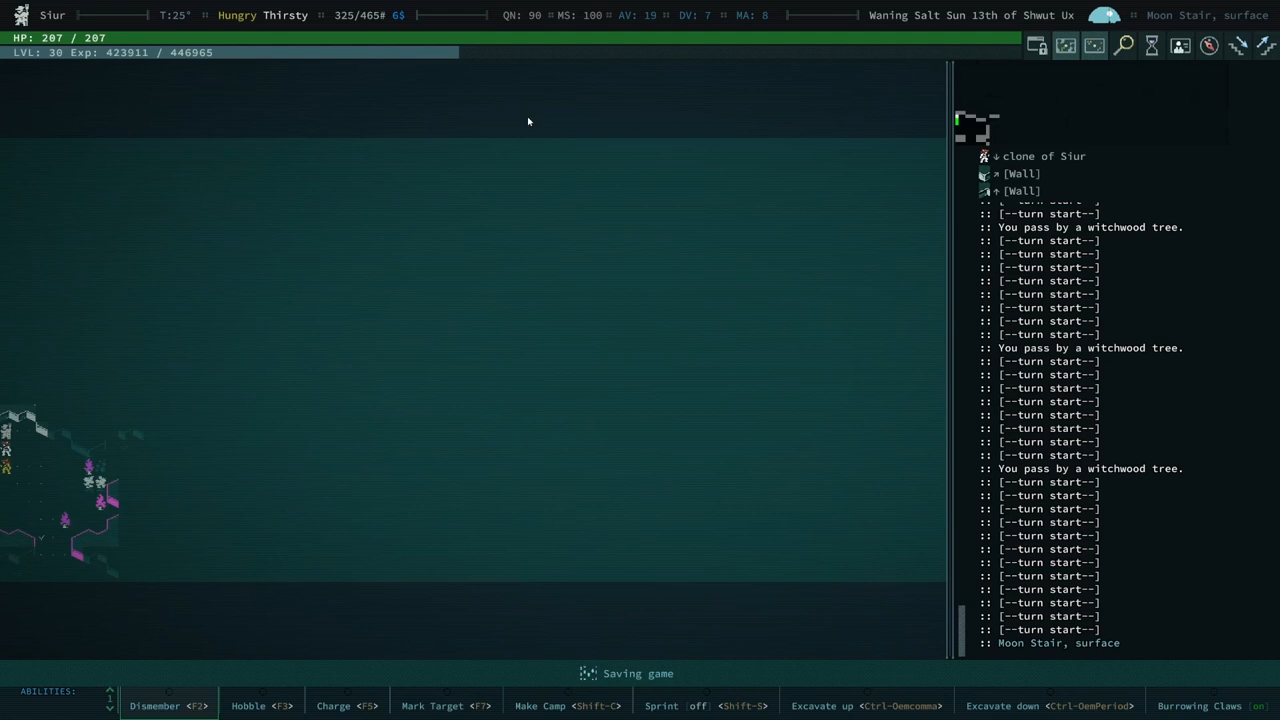 Siur T:25° :: Hungry Thirsty :: 325/465# 6$ QN: 90 :: MS: 100 :: AV: 19 :: DV: 7 :: MA: 8 Waning Salt Sun 13th of Shwut Ux :: Moon Stair, surface
HP: 207 / 207
LVL: 30 Exp: 423911 / 446965
↓ clone of Siur
↗ [Wall]
↑ [Wall]
:: [--turn start--]
:: [--turn start--]
:: You pass by a witchwood tree.
:: [--turn start--]
:: [--turn start--]
:: [--turn start--]
:: [--turn start--]
:: [--turn start--]
:: [--turn start--]
:: [--turn start--]
:: [--turn start--]
:: You pass by a witchwood tree.
:: [--turn start--]
:: [--turn start--]
:: [--turn start--]
:: [--turn start--]
:: [--turn start--]
:: [--turn start--]
:: [--turn start--]
:: [--turn start--]
:: You pass by a witchwood tree.
:: [--turn start--]
:: [--turn start--]
:: [--turn start--]
:: [--turn start--]
:: [--turn start--]
:: [--turn start--]
:: [--turn start--]
:: [--turn start--]
:: [--turn start--]
:: [--turn start--]
:: [--turn start--]
:: [--turn start--]
:: Moon Stair, surface
Saving game
ABILITIES: 1 Dismember <F2> Hobble <F3> Charge <F5> Mark Target <F7> Make Camp <Shift-C> Sprint [off] <Shift-S> Excavate up <Ctrl-Oemcomma> Excavate down <Ctrl-OemPeriod> Burrowing Claws [on]